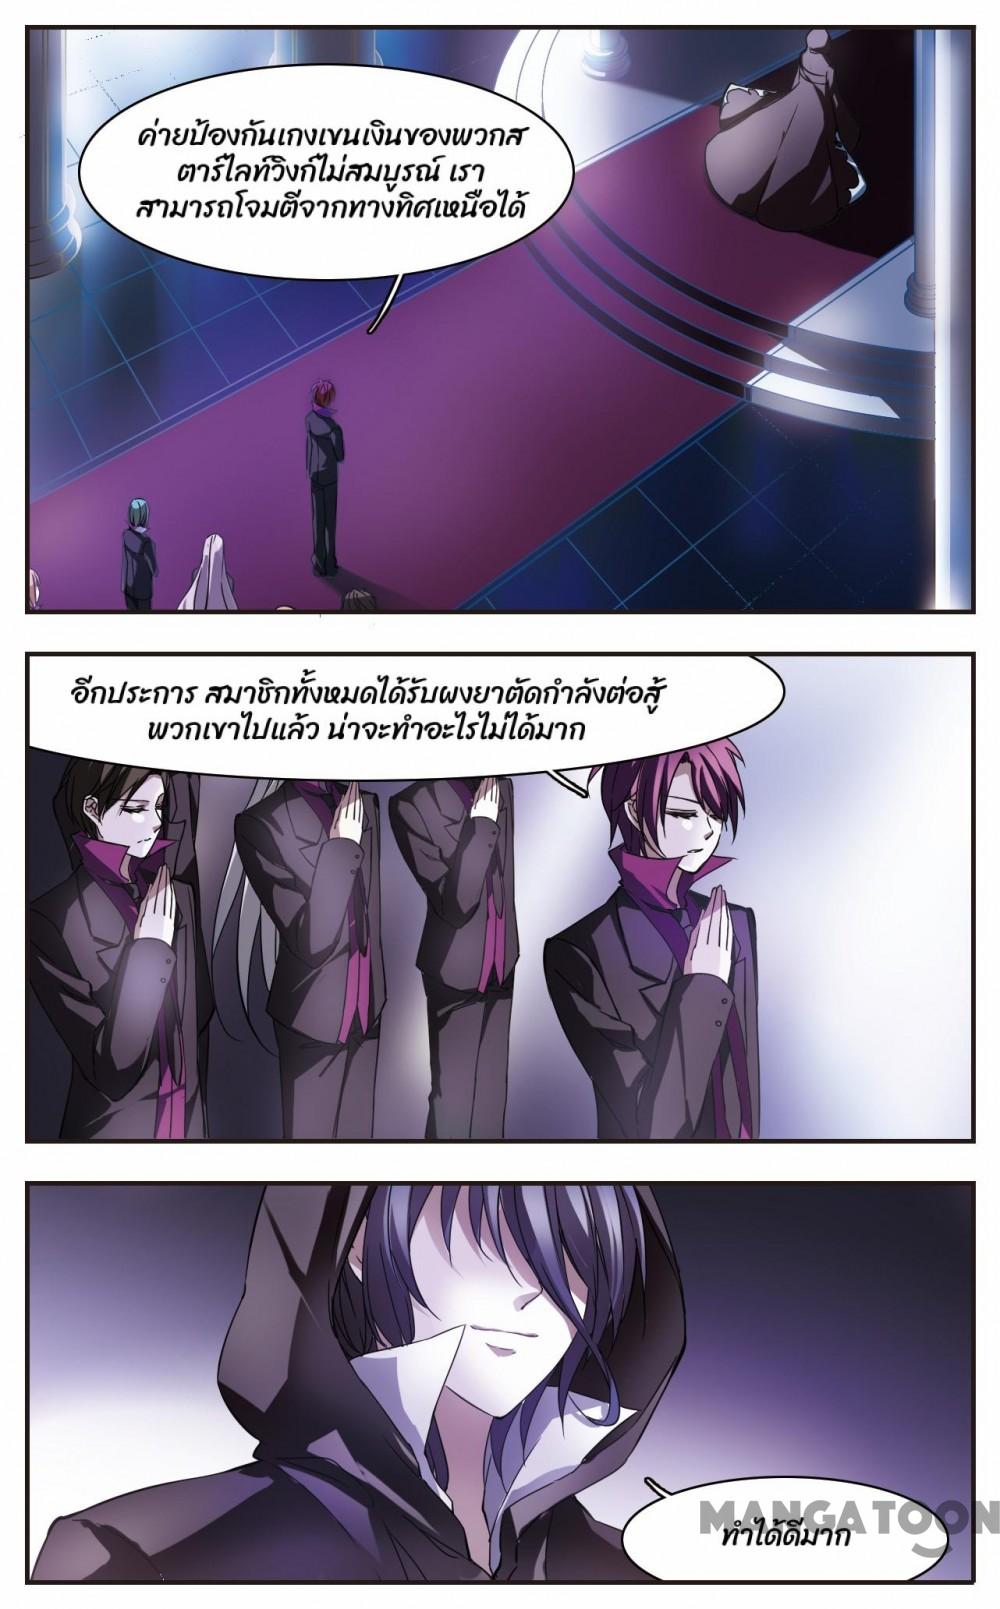 ค่ายป้องกันเกงเขนเงินของพวกส
ตาร์ไลท์วิงก์ไม่สมบูรณ์ เรา
สามารถโจมตีจากทางทิศเหนือได้
อีกประการ สมาชิกทั้งหมดได้รับผงยาตัดกำลังต่อสู้
พวกเขาไปแล้ว น่าจะทำอะไรไม่ได้มาก
MANGATOON
ทำได้ดีมาก